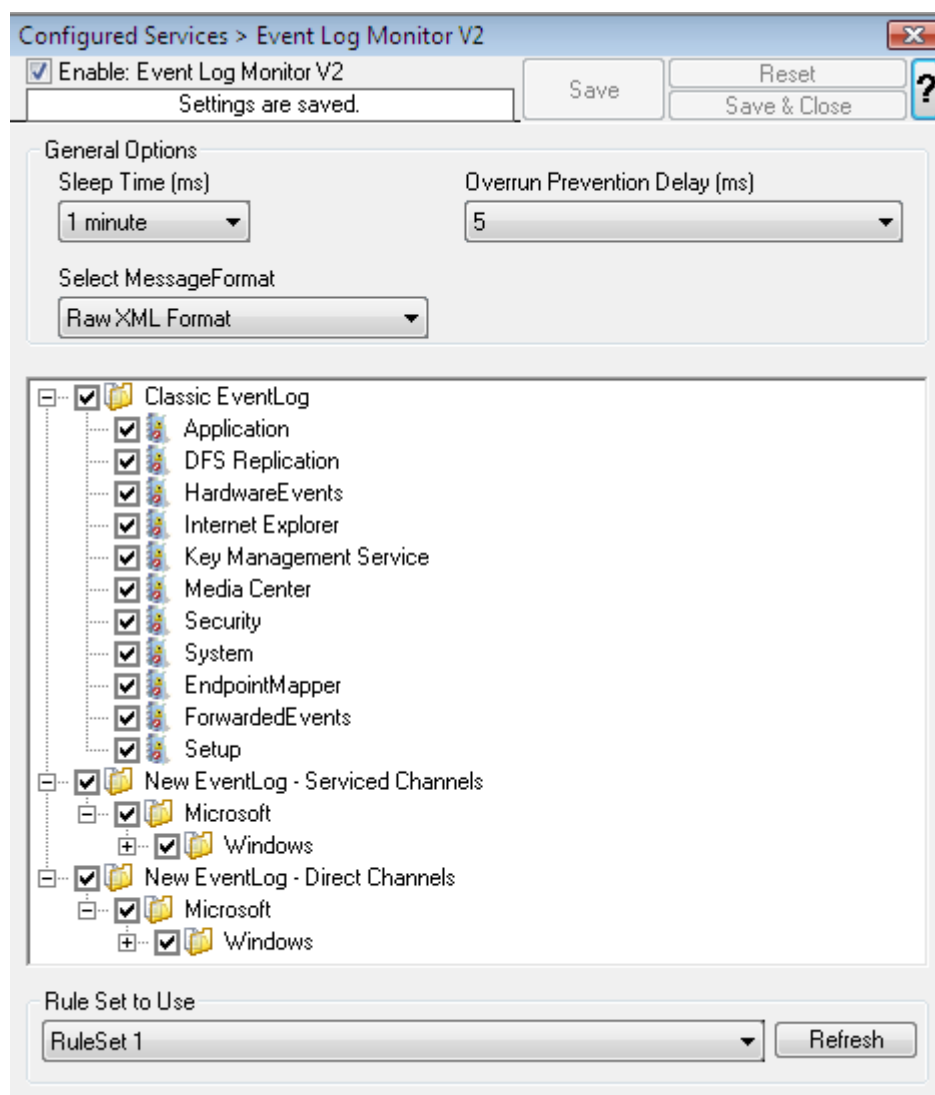 Configured Services > Event Log Monitor V2
Enable: Event Log Monitor V2
Settings are saved.
Save
Reset
Save & Close
?
General Options
Sleep Time (ms)
Overrun Prevention Delay (ms)
1 minute
5
Select MessageFormat
Raw XML Format
Classic EventLog
Application
DFS Replication
HardwareEvents
Internet Explorer
Key Management Service
Media Center
Security
System
EndpointMapper
ForwardedEvents
Setup
New EventLog - Serviced Channels
Microsoft
Windows
New EventLog - Direct Channels
Microsoft
Windows
Rule Set to Use
RuleSet 1
Refresh